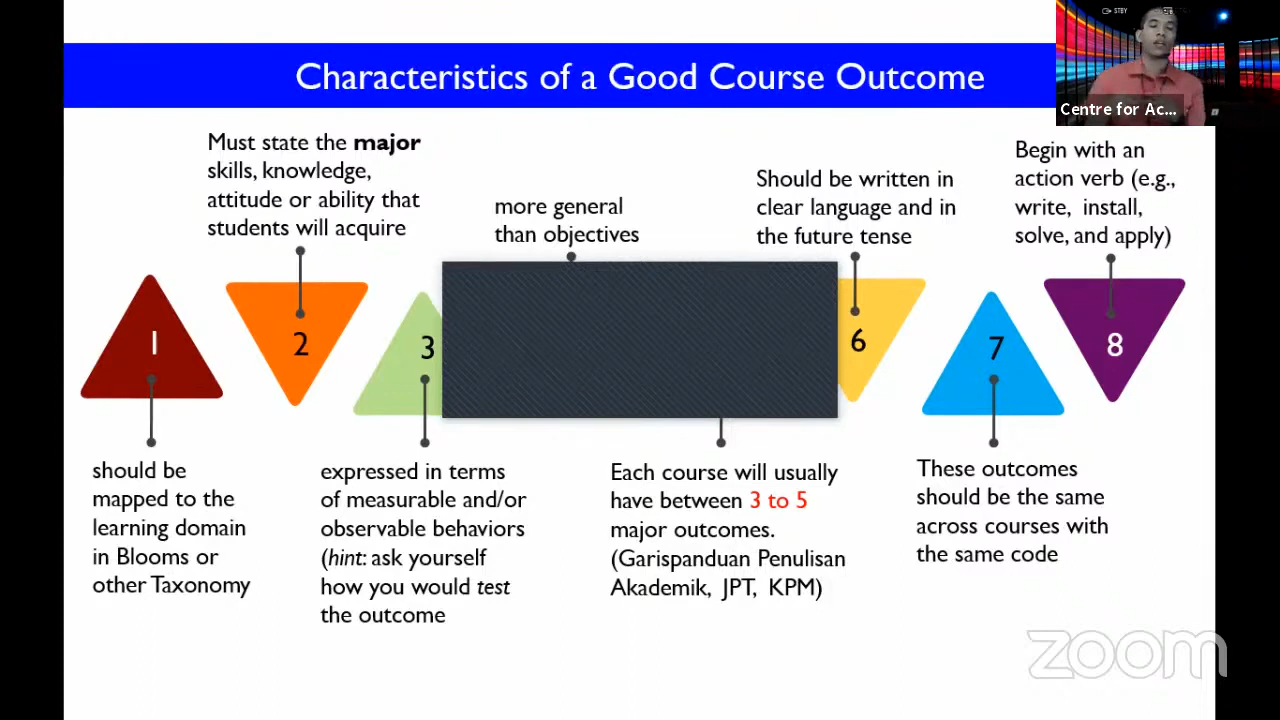 STBY
Characteristics of a Good Course Outcome
Centre for Ac...
Must state the major
skills, knowledge,
attitude or ability that
students will acquire
more general
than objectives
Should be written in
clear language and in
the future tense
Begin with an
action verb (e.g.,
write, install,
solve, and apply)
1
2
3
6
7
8
should be
mapped to the
learning domain
in Blooms or
other Taxonomy
expressed in terms
of measurable and/or
observable behaviors
(hint: ask yourself
how you would test
the outcome
Each course will usually
have between 3 to 5
major outcomes.
(Garispanduan Penulisan
Akademik, JPT, KPM)
These outcomes
should be the same
across courses with
the same code
zoom